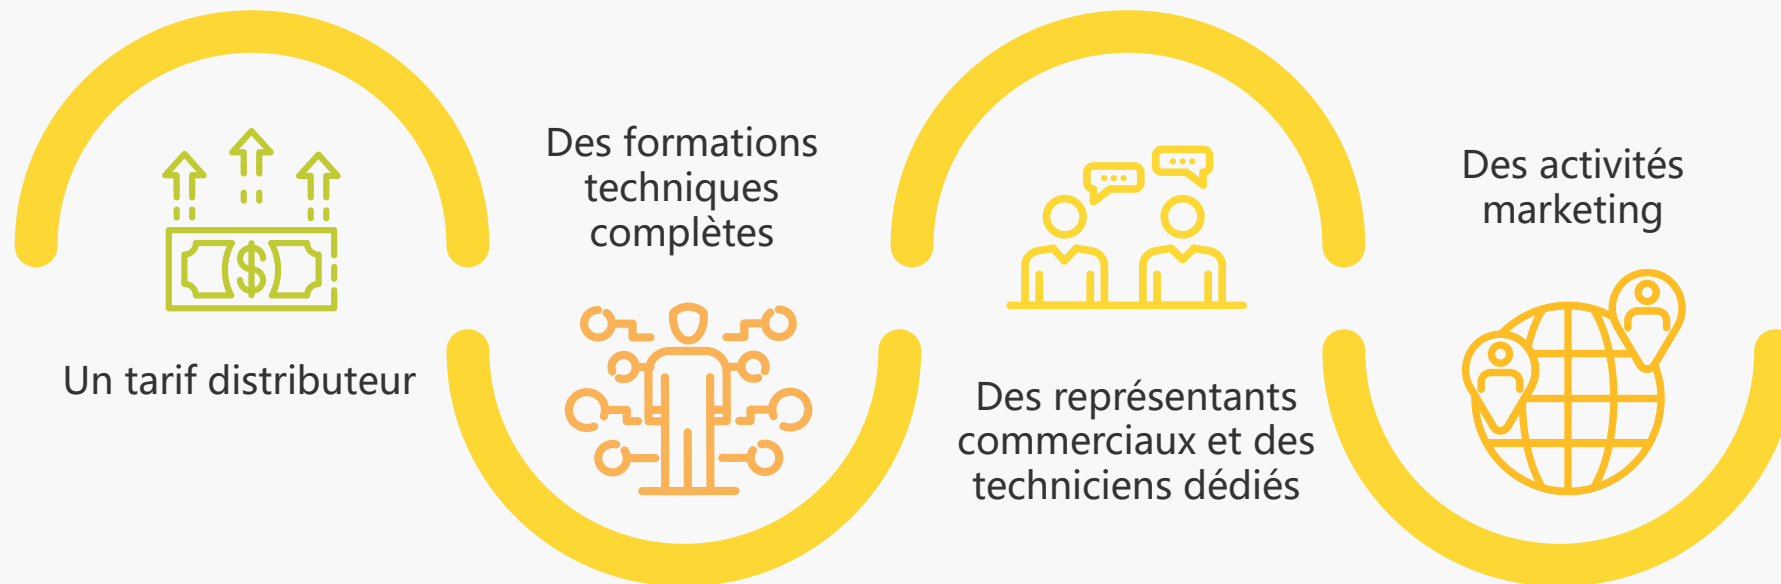 Un tarif distributeur
Des formations
techniques
complètes
Des représentants
commerciaux et des
techniciens dédiés
Des activités
marketing